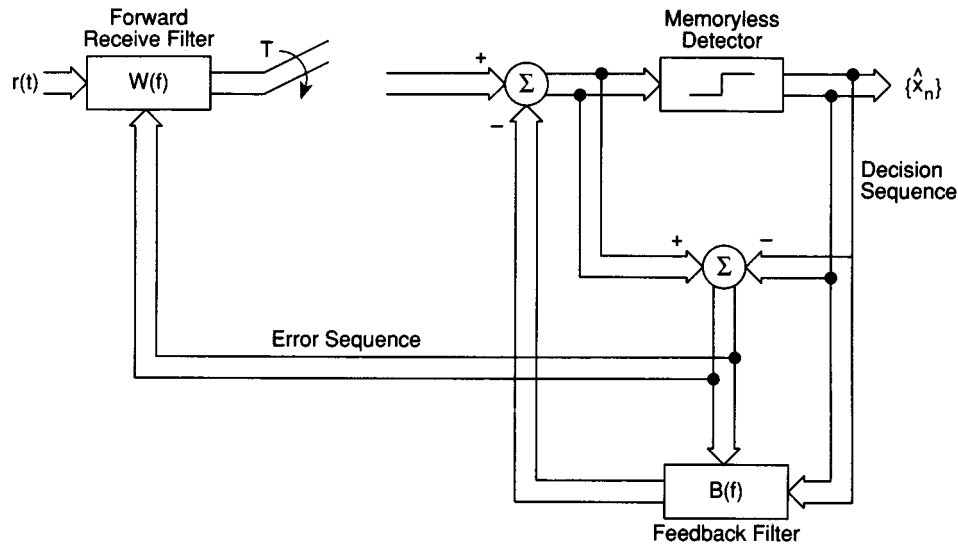 Forward
Receive Filter
r(t)
W(f)
T
+
Σ
−
Memoryless
Detector
{x̂ₙ}
Decision
Sequence
+
Σ
−
Error Sequence
B(f)
Feedback Filter